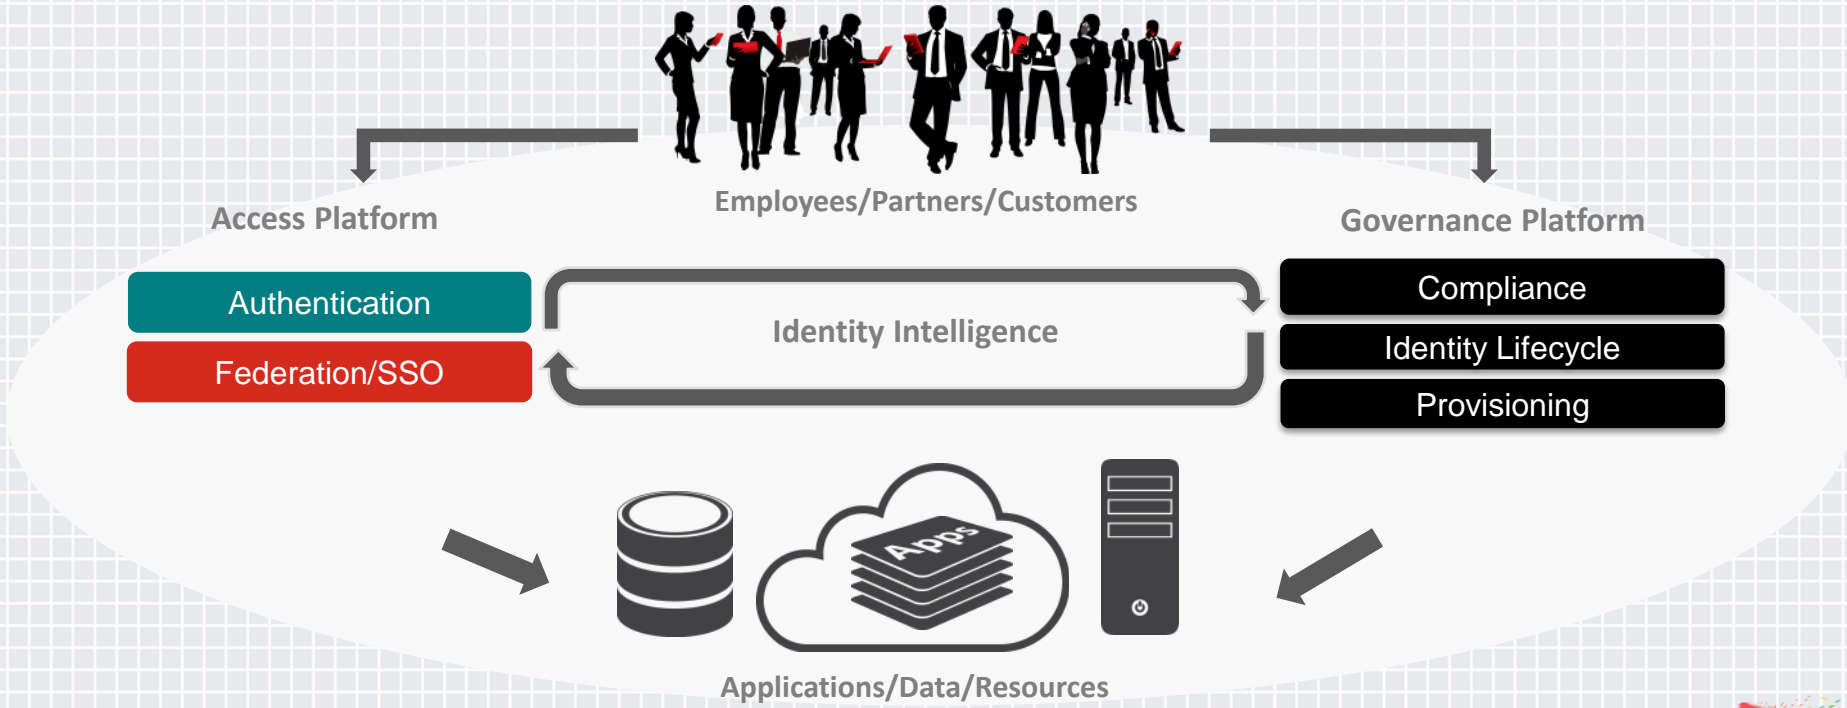 Employees/Partners/Customers
Access Platform
Governance Platform
Authentication
Federation/SSO
Identity Intelligence
Compliance
Identity Lifecycle
Provisioning
Apps
Applications/Data/Resources